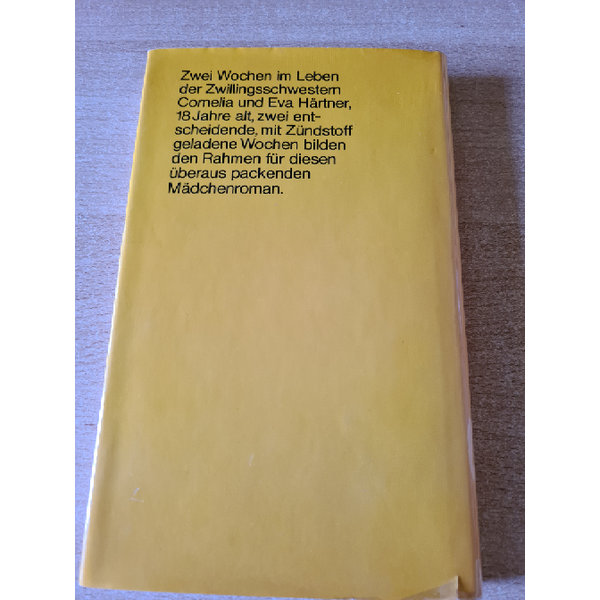 Zwei Wochen im Leben
der Zwillingsschwestern
Cornelia und Eva Härtner,
18 Jahre alt, zwei ent-
scheidende, mit Zündstoff
geladene Wochen bilden
den Rahmen für diesen
überaus packenden
Mädchenroman.